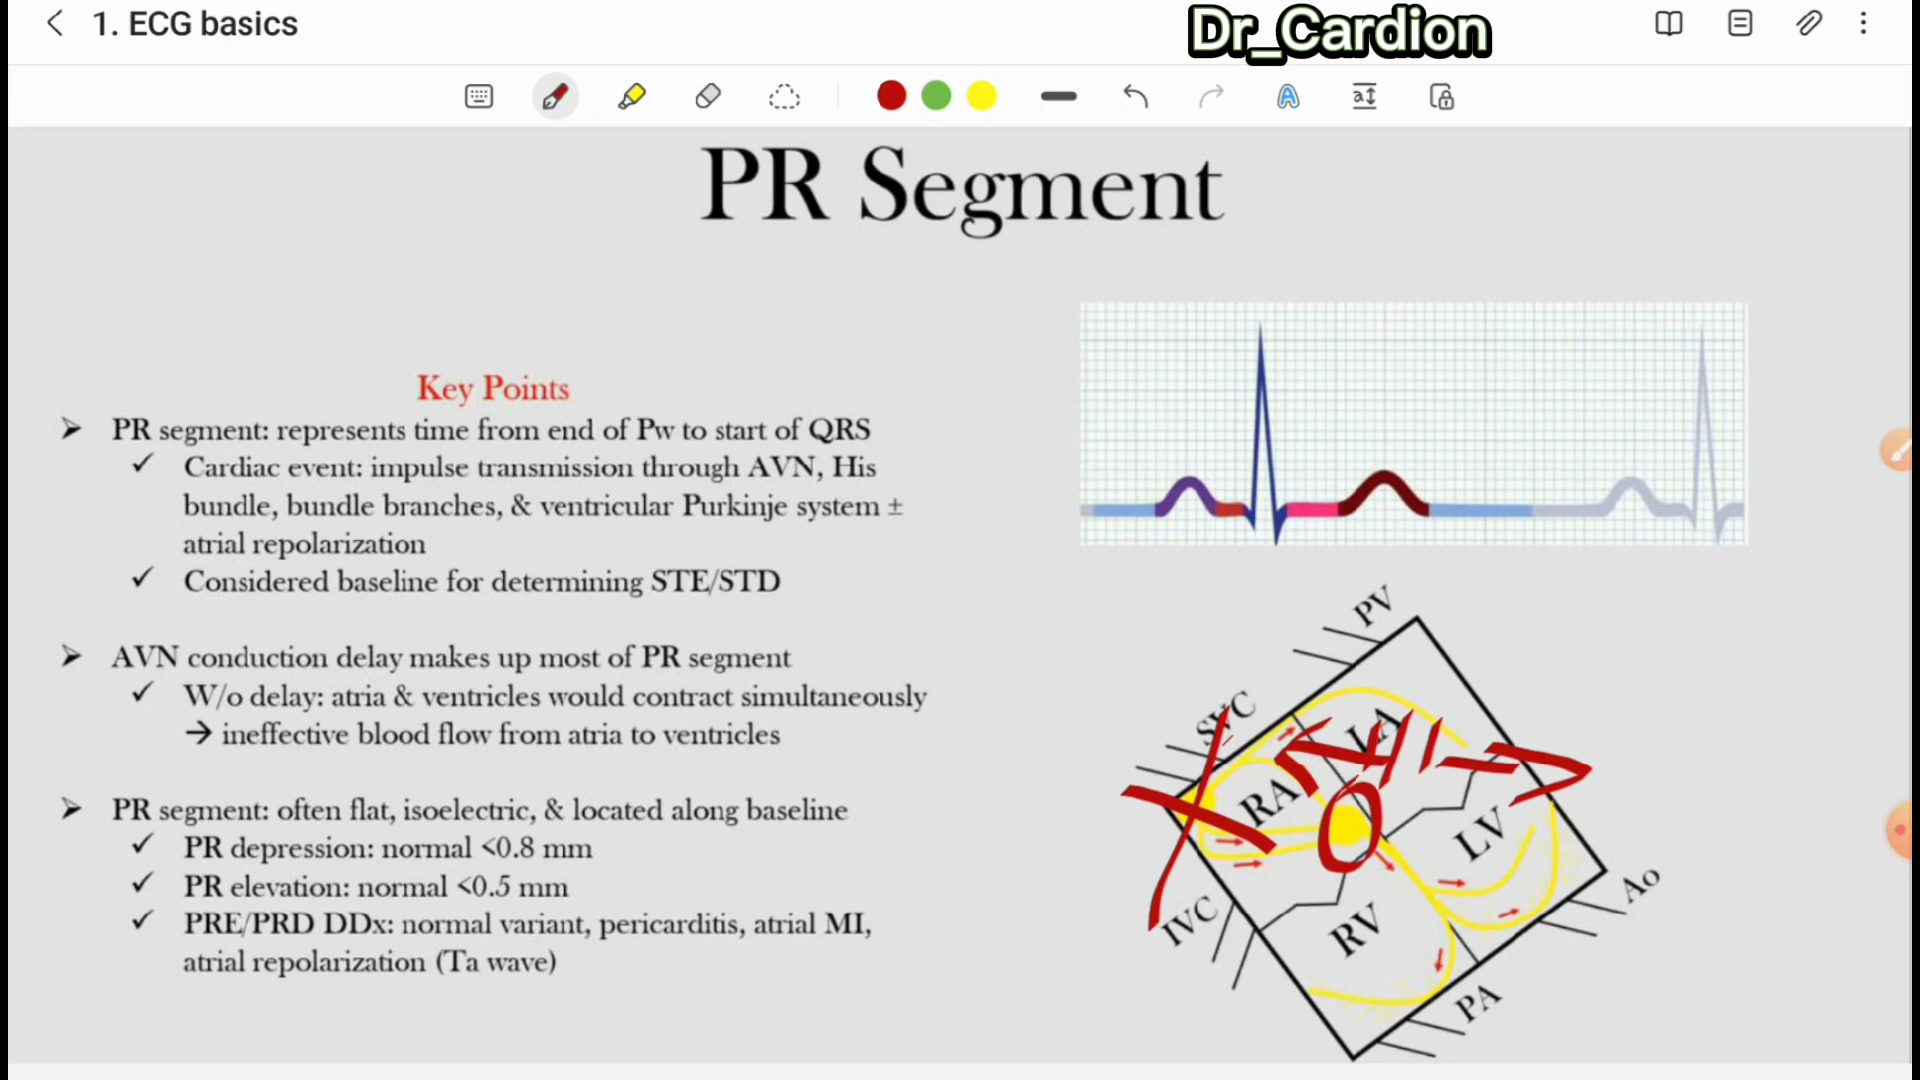 1. ECG basics
Dr_Cardion
PR Segment
Key Points
➤ PR segment: represents time from end of Pw to start of QRS
✓ Cardiac event: impulse transmission through AVN, His
bundle, bundle branches, & ventricular Purkinje system ±
atrial repolarization
✓ Considered baseline for determining STE/STD
➤ AVN conduction delay makes up most of PR segment
✓ W/o delay: atria & ventricles would contract simultaneously
→ ineffective blood flow from atria to ventricles
➤ PR segment: often flat, isoelectric, & located along baseline
✓ PR depression: normal <0.8 mm
✓ PR elevation: normal <0.5 mm
✓ PRE/PRD DDx: normal variant, pericarditis, atrial MI,
atrial repolarization (Ta wave)
PV
SVC
LA
RA
LV
IVC
RV
Ao
PA